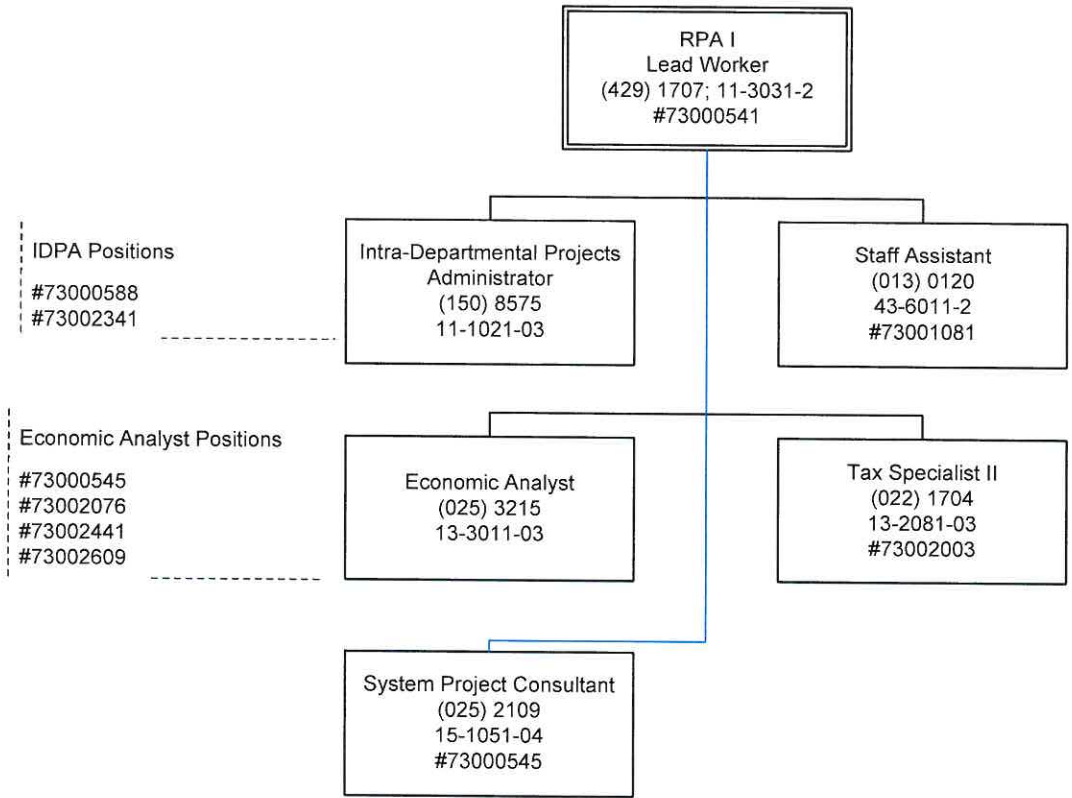 RPA I
Lead Worker
(429) 1707; 11-3031-2
#73000541
IDPA Positions
#73000588
#73002341
Intra-Departmental Projects
Administrator
(150) 8575
11-1021-03
Staff Assistant
(013) 0120
43-6011-2
#73001081
Economic Analyst Positions
#73000545
#73002076
#73002441
#73002609
Economic Analyst
(025) 3215
13-3011-03
Tax Specialist II
(022) 1704
13-2081-03
#73002003
System Project Consultant
(025) 2109
15-1051-04
#73000545